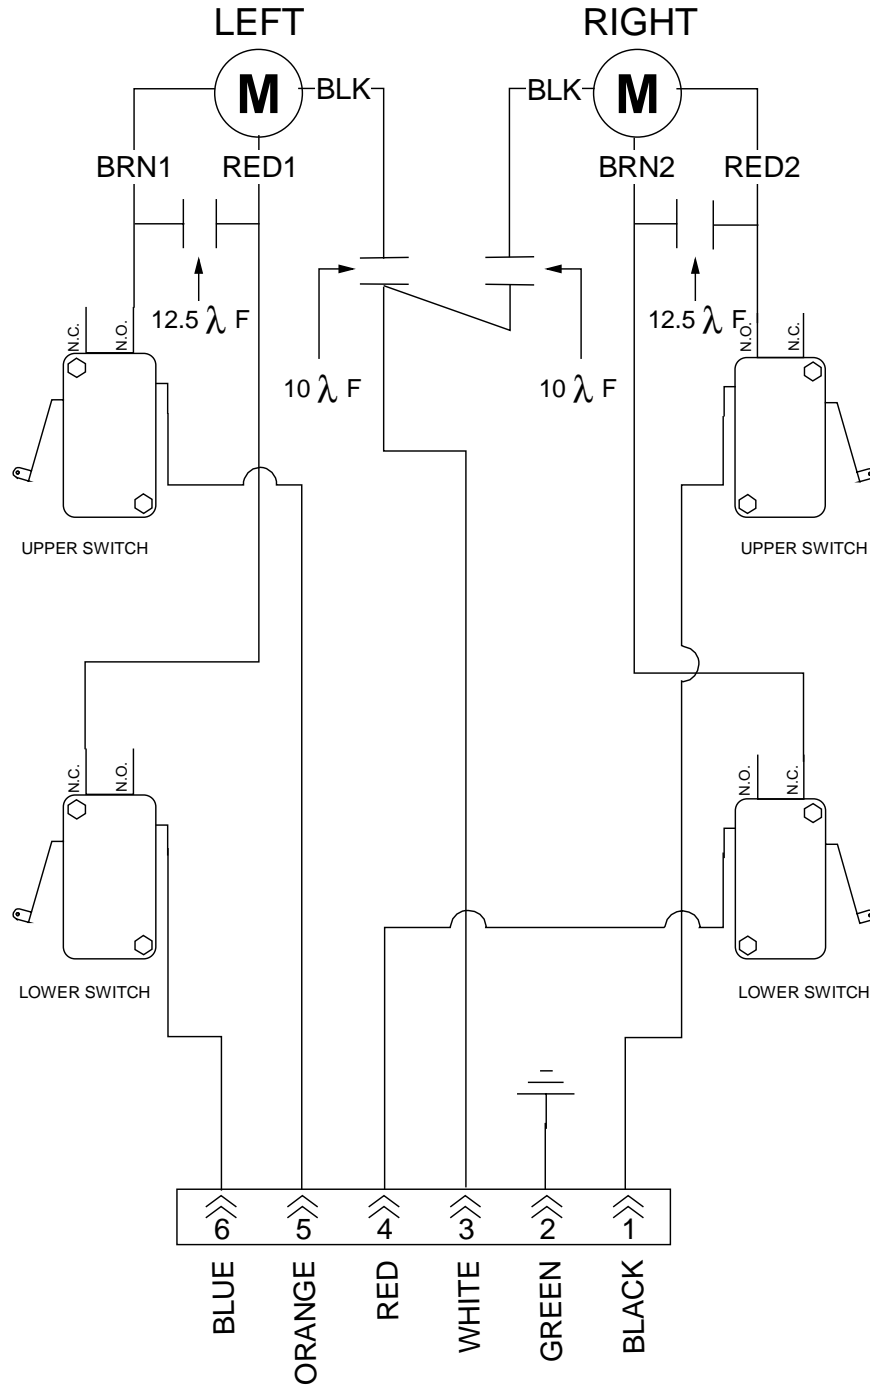 LEFT
RIGHT
M
BLK
BLK
M
BRN1
RED1
BRN2
RED2
12.5 λ F
12.5 λ F
N.C.
N.O.
N.O.
N.C.
10 λ F
10 λ F
UPPER SWITCH
UPPER SWITCH
N.C.
N.O.
N.O.
N.C.
LOWER SWITCH
LOWER SWITCH
6
5
4
3
2
1
BLUE
ORANGE
RED
WHITE
GREEN
BLACK